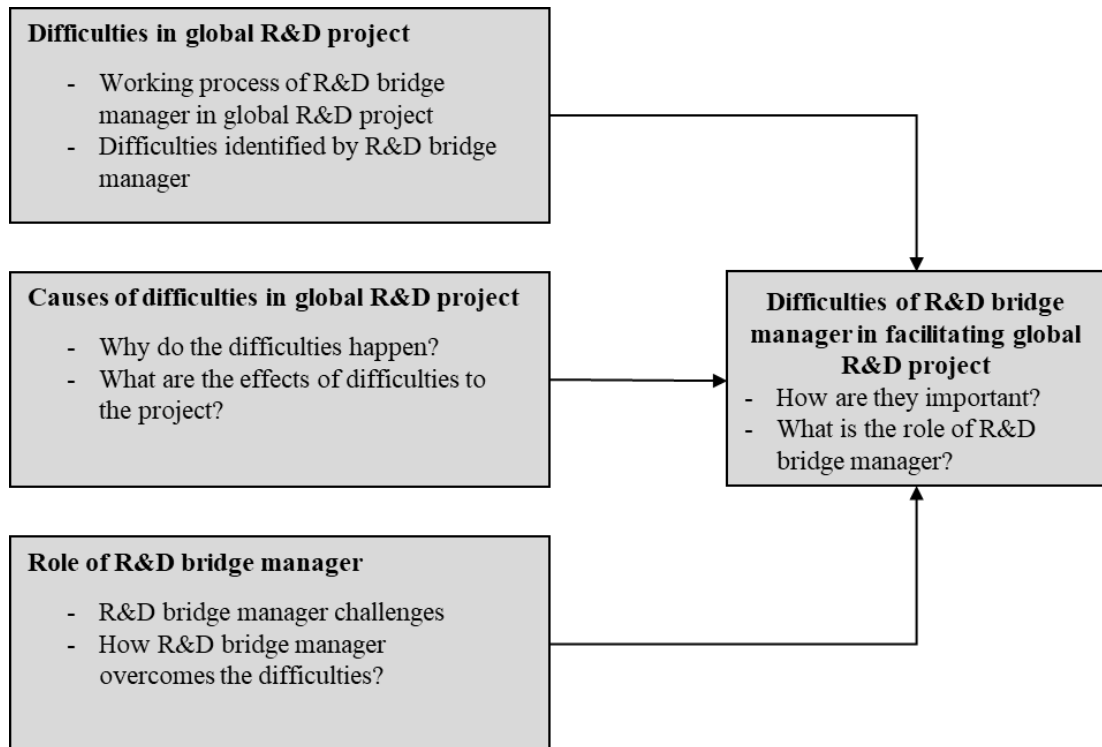 Difficulties in global R&D project
- Working process of R&D bridge
manager in global R&D project
- Difficulties identified by R&D bridge
manager
Causes of difficulties in global R&D project
- Why do the difficulties happen?
- What are the effects of difficulties to
the project?
Role of R&D bridge manager
- R&D bridge manager challenges
- How R&D bridge manager
overcomes the difficulties?
Difficulties of R&D bridge
manager in facilitating global
R&D project
- How are they important?
- What is the role of R&D
bridge manager?